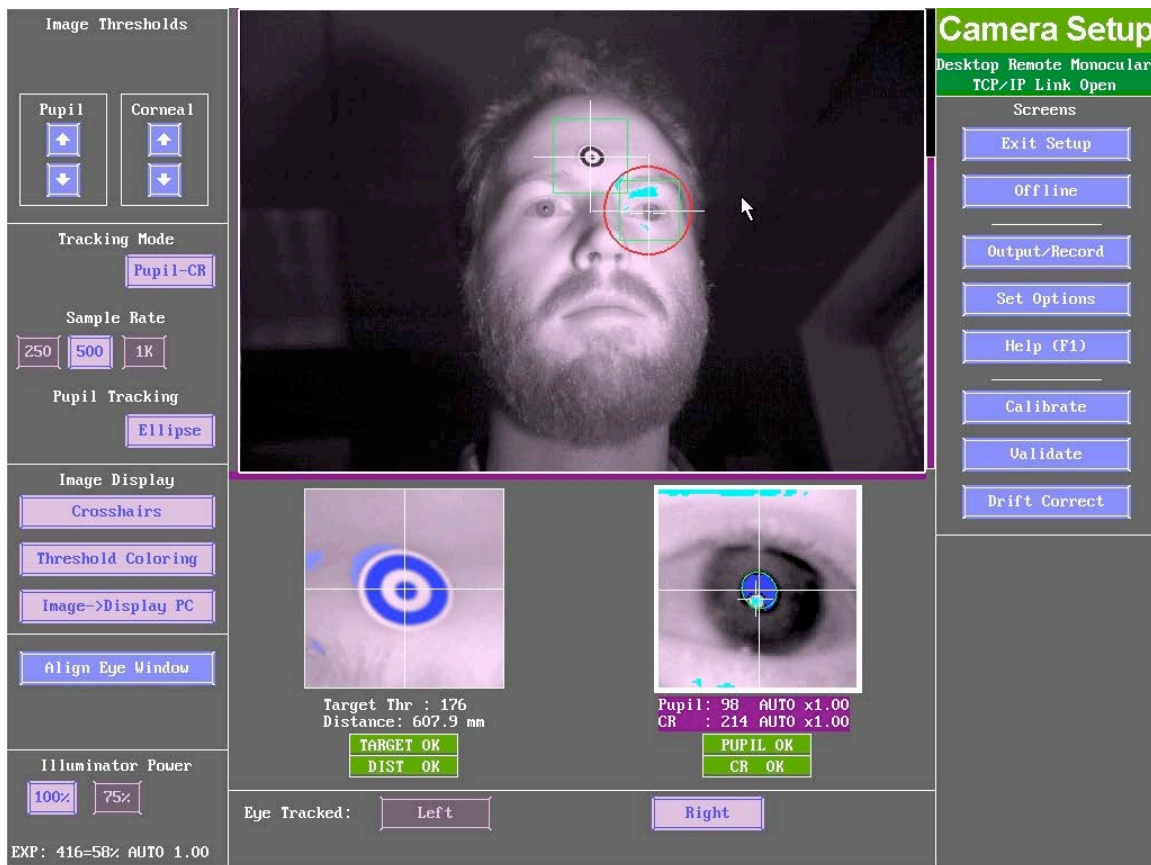 Image Thresholds
Pupil
Corneal
Tracking Mode
Pupil-CR
Sample Rate
250 500 1K
Pupil Tracking
Ellipse
Image Display
Crosshairs
Threshold Coloring
Image->Display PC
Align Eye Window
Illuminator Power
100% 75%
EXP: 416=58% AUTO 1.00
Target Thr : 176
Distance: 607.9 mm
TARGET OK
DIST OK
Pupil: 98 AUTO x1.00
CR : 214 AUTO x1.00
PUPIL OK
CR OK
Eye Tracked: Left Right
Camera Setup
Desktop Remote Monocular
TCP/IP Link Open
Screens
Exit Setup
Offline
Output/Record
Set Options
Help (F1)
Calibrate
Validate
Drift Correct